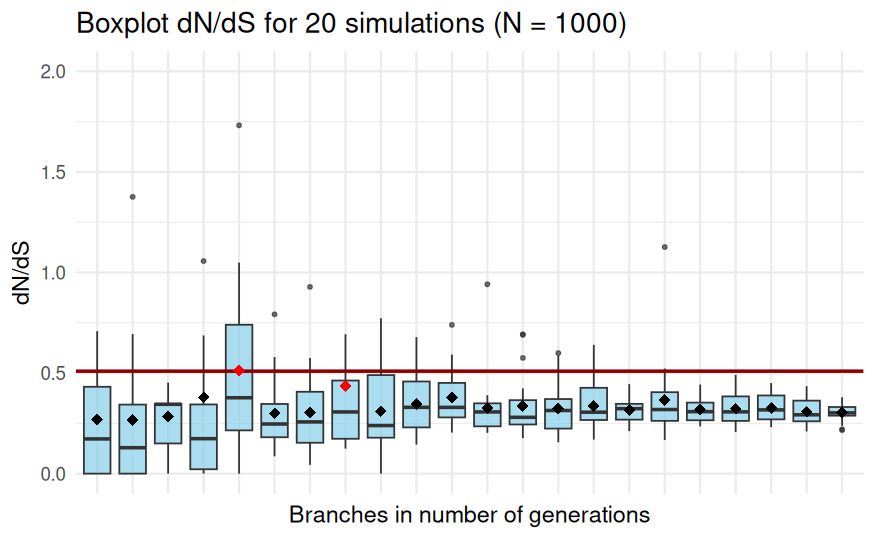 Boxplot dN/dS for 20 simulations (N = 1000)
2.0
1.5
1.0
0.5
0.0
dN/dS
Branches in number of generations